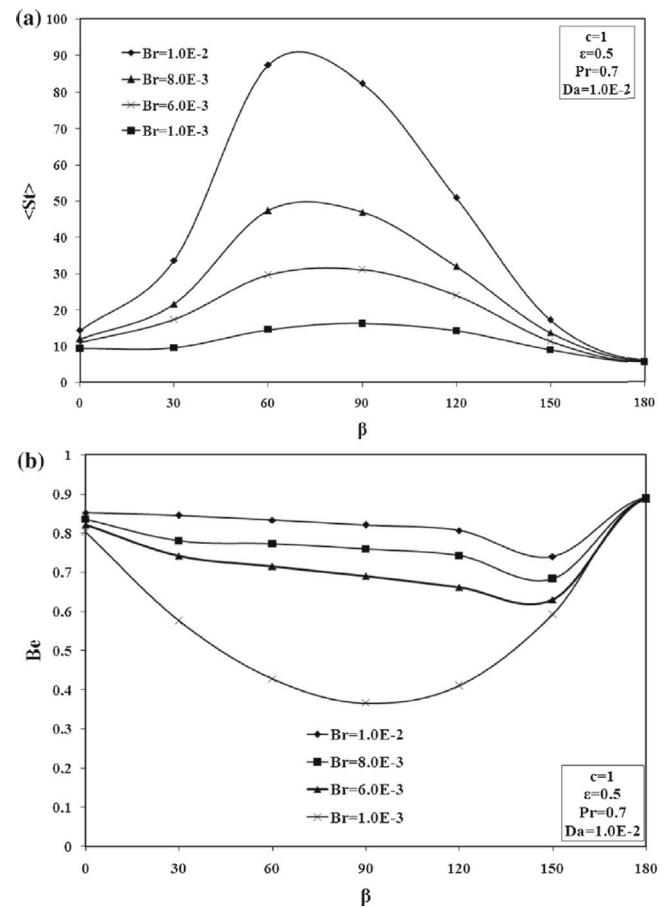 (a)
100
90
80
70
60
50
40
30
20
10
0
<St>
Br=1.0E-2
Br=8.0E-3
Br=6.0E-3
Br=1.0E-3
c=1
ε=0.5
Pr=0.7
Da=1.0E-2
0 30 60 90 120 150 180
β
(b)
1
0.9
0.8
0.7
0.6
0.5
0.4
0.3
0.2
0.1
0
Be
Br=1.0E-2
Br=8.0E-3
Br=6.0E-3
Br=1.0E-3
c=1
ε=0.5
Pr=0.7
Da=1.0E-2
0 30 60 90 120 150 180
β